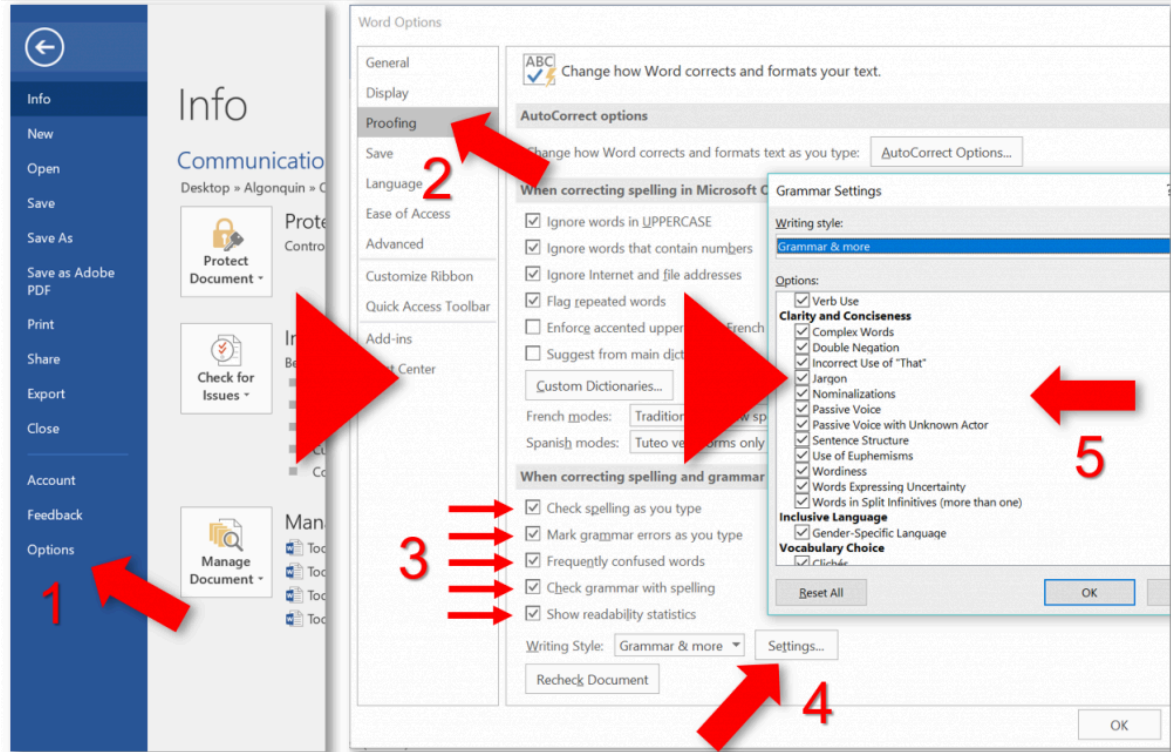 Info
New
Open
Save
Save As
Save as Adobe
PDF
Print
Share
Export
Close
Account
Feedback
Options
1
Info
Communicatio
Desktop » Algonquin » C
Protect
Document
Prote
Contro
Check for
Issues
In
Be
Cu
Co
Manage
Document
Man
Too
Too
Too
Too
Word Options
General
Display
Proofing
Save
Language
Ease of Access
Advanced
Customize Ribbon
Quick Access Toolbar
Add-ins
Center
2
ABC
Change how Word corrects and formats your text.
AutoCorrect options
Change how Word corrects and formats text as you type:
AutoCorrect Options...
When correcting spelling in Microsoft O
Ignore words in UPPERCASE
Ignore words that contain numbers
Ignore Internet and file addresses
Flag repeated words
Enforce accented upper French
Suggest from main dict
Custom Dictionaries...
French modes: Tradition w sp
Spanish modes: Tuteo ve orms only
When correcting spelling and grammar
3
Check spelling as you type
Mark grammar errors as you type
Frequently confused words
Check grammar with spelling
Show readability statistics
Writing Style: Grammar & more Settings...
Recheck Document
4
OK
Grammar Settings
?
Writing style:
Grammar & more
Options:
Verb Use
Clarity and Conciseness
Complex Words
Double Negation
Incorrect Use of "That"
Jargon
Nominalizations
Passive Voice
Passive Voice with Unknown Actor
Sentence Structure
Use of Euphemisms
Wordiness
Words Expressing Uncertainty
Words in Split Infinitives (more than one)
Inclusive Language
Gender-Specific Language
Vocabulary Choice
Clichés
Reset All
OK
5